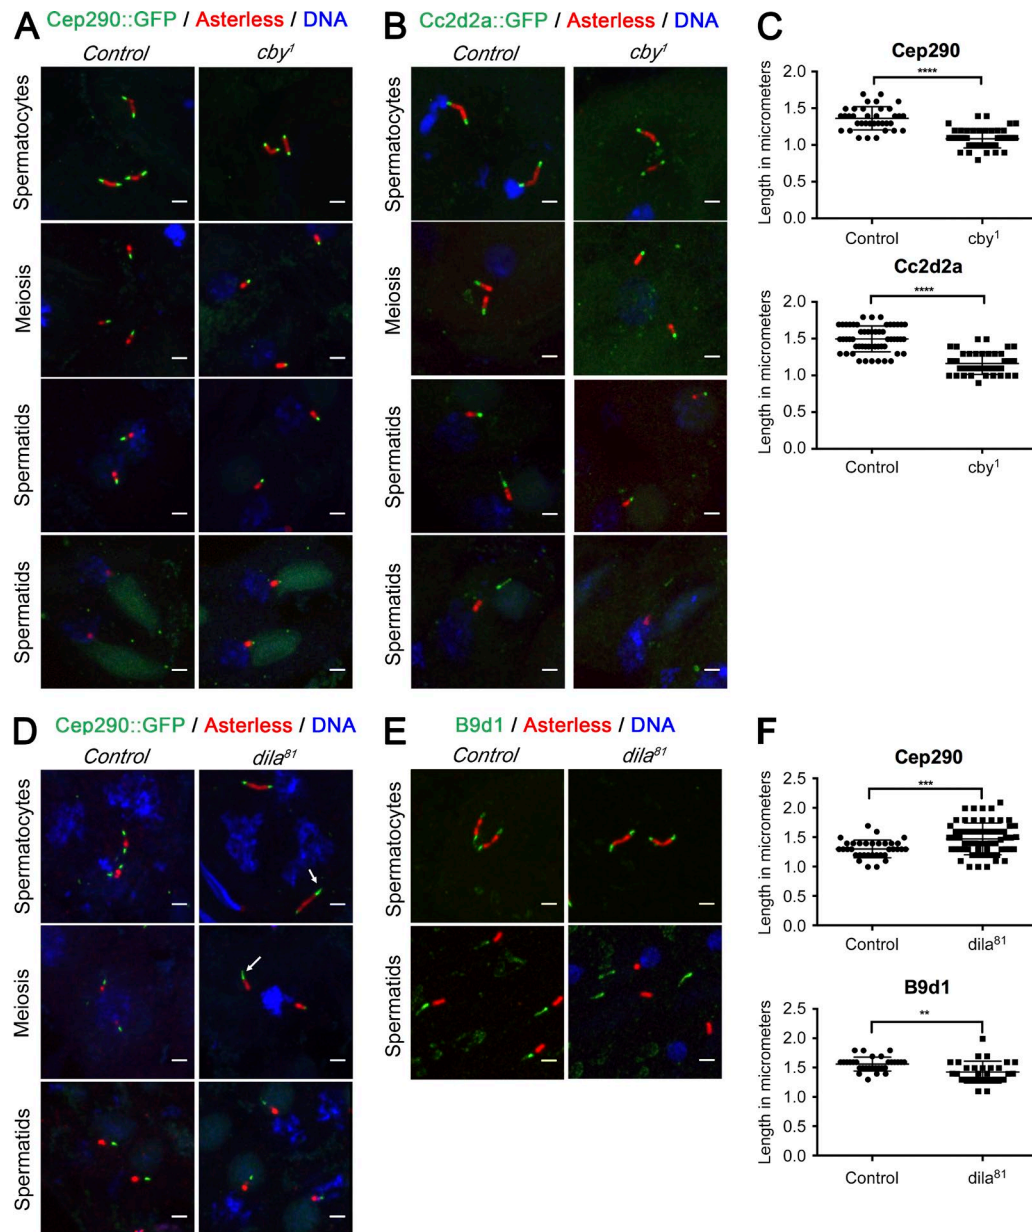 A
Cep290::GFP / Asterless / DNA
Control
cby¹
Spermatocytes
Meiosis
Spermatids
Spermatids
B
Cc2d2a::GFP / Asterless / DNA
Control
cby¹
Spermatocytes
Meiosis
Spermatids
Spermatids
C
Cep290
Length in micrometers
2.0
1.5
1.0
0.5
0.0
****
Control
cby¹
Cc2d2a
Length in micrometers
2.0
1.5
1.0
0.5
0.0
****
Control
cby¹
D
Cep290::GFP / Asterless / DNA
Control
dila⁸¹
Spermatocytes
Meiosis
Spermatids
E
B9d1 / Asterless / DNA
Control
dila⁸¹
Spermatocytes
Spermatids
F
Cep290
Length in micrometers
2.5
2.0
1.5
1.0
0.5
0.0
***
Control
dila⁸¹
B9d1
Length in micrometers
2.5
2.0
1.5
1.0
0.5
0.0
**
Control
dila⁸¹